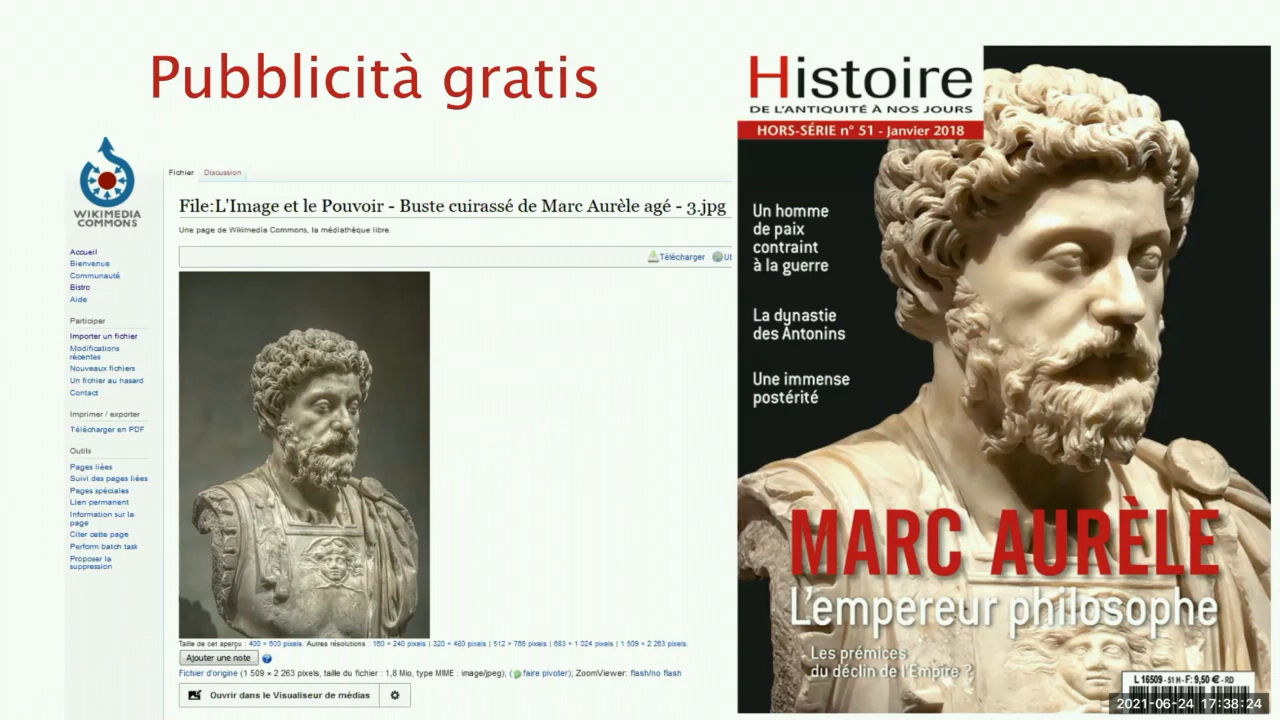 Pubblicità gratis
WIKIMEDIA
COMMONS
Accueil
Bienvenue
Communauté
Bistro
Aide
Participer
Importer un fichier
Modifications
récentes
Nouveaux fichiers
Un fichier au hasard
Contact
Imprimer / exporter
Télécharger en PDF
Outils
Pages liées
Suivi des pages liées
Pages spéciales
Lien permanent
Information sur la
page
Citer cette page
Perform batch task
Proposer la
suppression
Fichier Discussion
File:L'Image et le Pouvoir - Buste cuirassé de Marc Aurèle agé - 3.jpg
Une page de Wikimedia Commons, la médiathèque libre.
Télécharger Ut
Taille de cet aperçu : 400 × 600 pixels. Autres résolutions : 160 × 240 pixels | 320 × 480 pixels | 512 × 768 pixels | 683 × 1 024 pixels | 1 509 × 2 263 pixels.
Ajouter une note
Fichier d'origine (1 509 × 2 263 pixels, taille du fichier : 1,8 Mio, type MIME : image/jpeg); (faire pivoter); ZoomViewer: flash/no flash
Ouvrir dans le Visualiseur de médias
Histoire
DE L'ANTIQUITÉ À NOS JOURS
HORS-SÉRIE n° 51 - Janvier 2018
Un homme
de paix
contraint
à la guerre
La dynastie
des Antonins
Une immense
postérité
MARC AURÈLE
L'empereur philosophe
Les prémices
du déclin de l'Empire ?
L 16509 - 51 H - F: 9,50 € - RD
2021-06-24 17:38:24